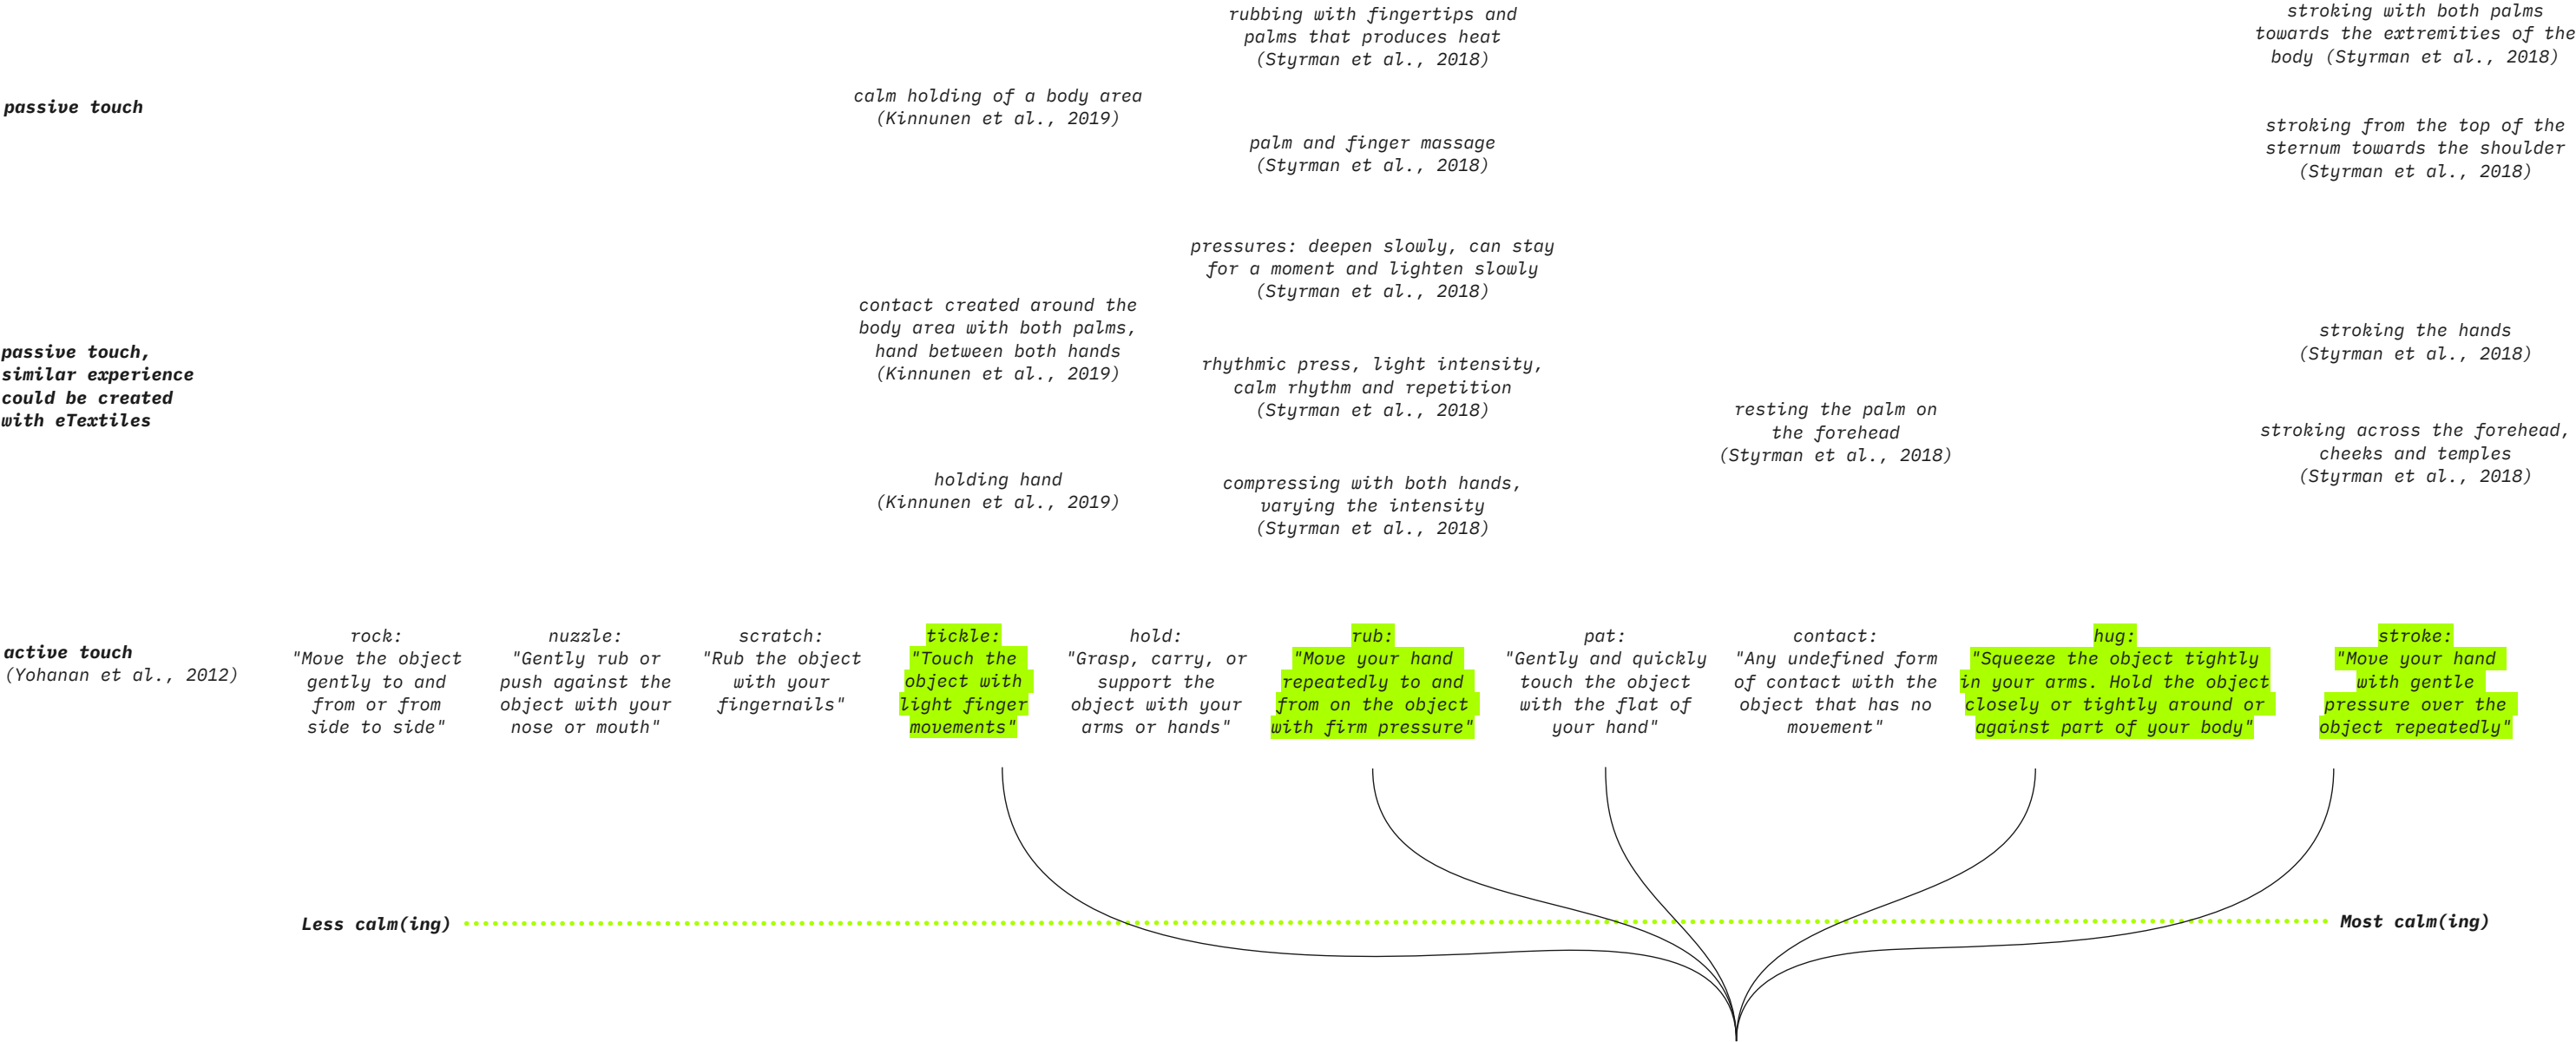 passive touch
calm holding of a body area
(Kinnunen et al., 2019)
rubbing with fingertips and
palms that produces heat
(Styrman et al., 2018)
palm and finger massage
(Styrman et al., 2018)
stroking with both palms
towards the extremities of the
body (Styrman et al., 2018)
stroking from the top of the
sternum towards the shoulder
(Styrman et al., 2018)
passive touch,
similar experience
could be created
with eTextiles
contact created around the
body area with both palms,
hand between both hands
(Kinnunen et al., 2019)
holding hand
(Kinnunen et al., 2019)
pressures: deepen slowly, can stay
for a moment and lighten slowly
(Styrman et al., 2018)
rhythmic press, light intensity,
calm rhythm and repetition
(Styrman et al., 2018)
compressing with both hands,
varying the intensity
(Styrman et al., 2018)
resting the palm on
the forehead
(Styrman et al., 2018)
stroking the hands
(Styrman et al., 2018)
stroking across the forehead,
cheeks and temples
(Styrman et al., 2018)
active touch
(Yohanan et al., 2012)
rock:
"Move the object
gently to and
from or from
side to side"
nuzzle:
"Gently rub or
push against the
object with your
nose or mouth"
scratch:
"Rub the object
with your
fingernails"
tickle:
"Touch the
object with
light finger
movements"
hold:
"Grasp, carry, or
support the
object with your
arms or hands"
rub:
"Move your hand
repeatedly to and
from on the object
with firm pressure"
pat:
"Gently and quickly
touch the object
with the flat of
your hand"
contact:
"Any undefined form
of contact with the
object that has no
movement"
hug:
"Squeeze the object tightly
in your arms. Hold the object
closely or tightly around or
against part of your body"
stroke:
"Move your hand
with gentle
pressure over the
object repeatedly"
Less calm(ing)
Most calm(ing)